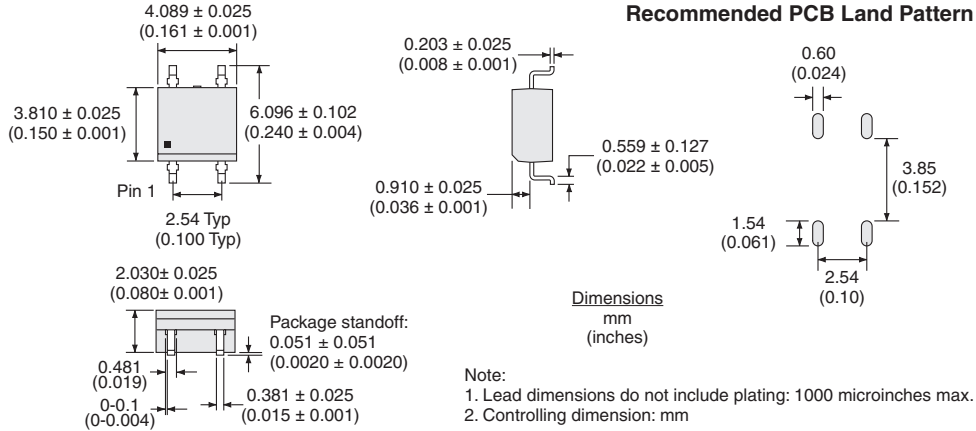 Recommended PCB Land Pattern
4.089 ± 0.025
(0.161 ± 0.001)
3.810 ± 0.025
(0.150 ± 0.001)
6.096 ± 0.102
(0.240 ± 0.004)
Pin 1
2.54 Typ
(0.100 Typ)
0.203 ± 0.025
(0.008 ± 0.001)
0.559 ± 0.127
(0.022 ± 0.005)
0.910 ± 0.025
(0.036 ± 0.001)
0.60
(0.024)
3.85
(0.152)
1.54
(0.061)
2.54
(0.10)
2.030± 0.025
(0.080± 0.001)
Package standoff:
0.051 ± 0.051
(0.0020 ± 0.0020)
0.481
(0.019)
0-0.1
(0-0.004)
0.381 ± 0.025
(0.015 ± 0.001)
Dimensions
mm
(inches)
Note:
1. Lead dimensions do not include plating: 1000 microinches max.
2. Controlling dimension: mm